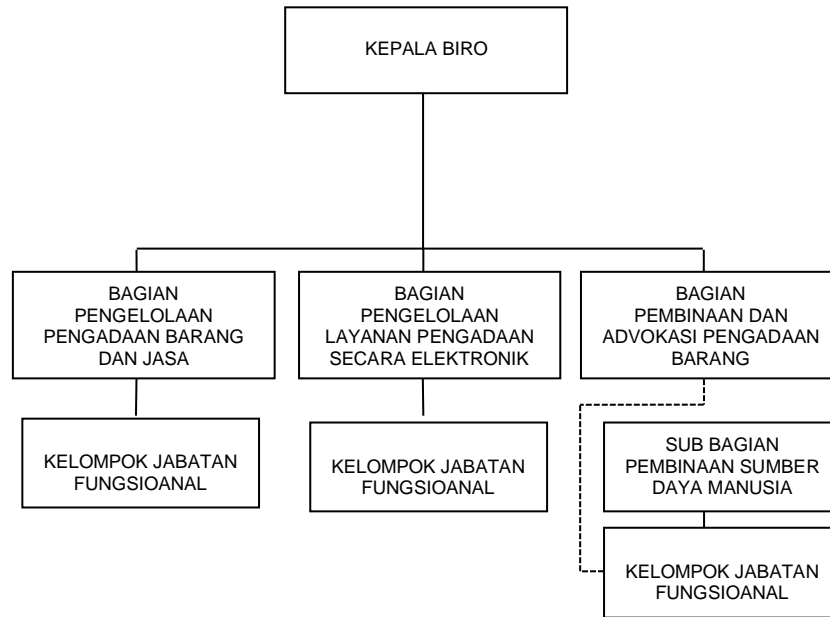 KEPALA BIRO
BAGIAN
PENGELOLAAN
PENGADAAN BARANG
DAN JASA
BAGIAN
PENGELOLAAN
LAYANAN PENGADAAN
SECARA ELEKTRONIK
BAGIAN
PEMBINAAN DAN
ADVOKASI PENGADAAN
BARANG
KELOMPOK JABATAN
FUNGSIOANAL
KELOMPOK JABATAN
FUNGSIOANAL
SUB BAGIAN
PEMBINAAN SUMBER
DAYA MANUSIA
KELOMPOK JABATAN
FUNGSIOANAL